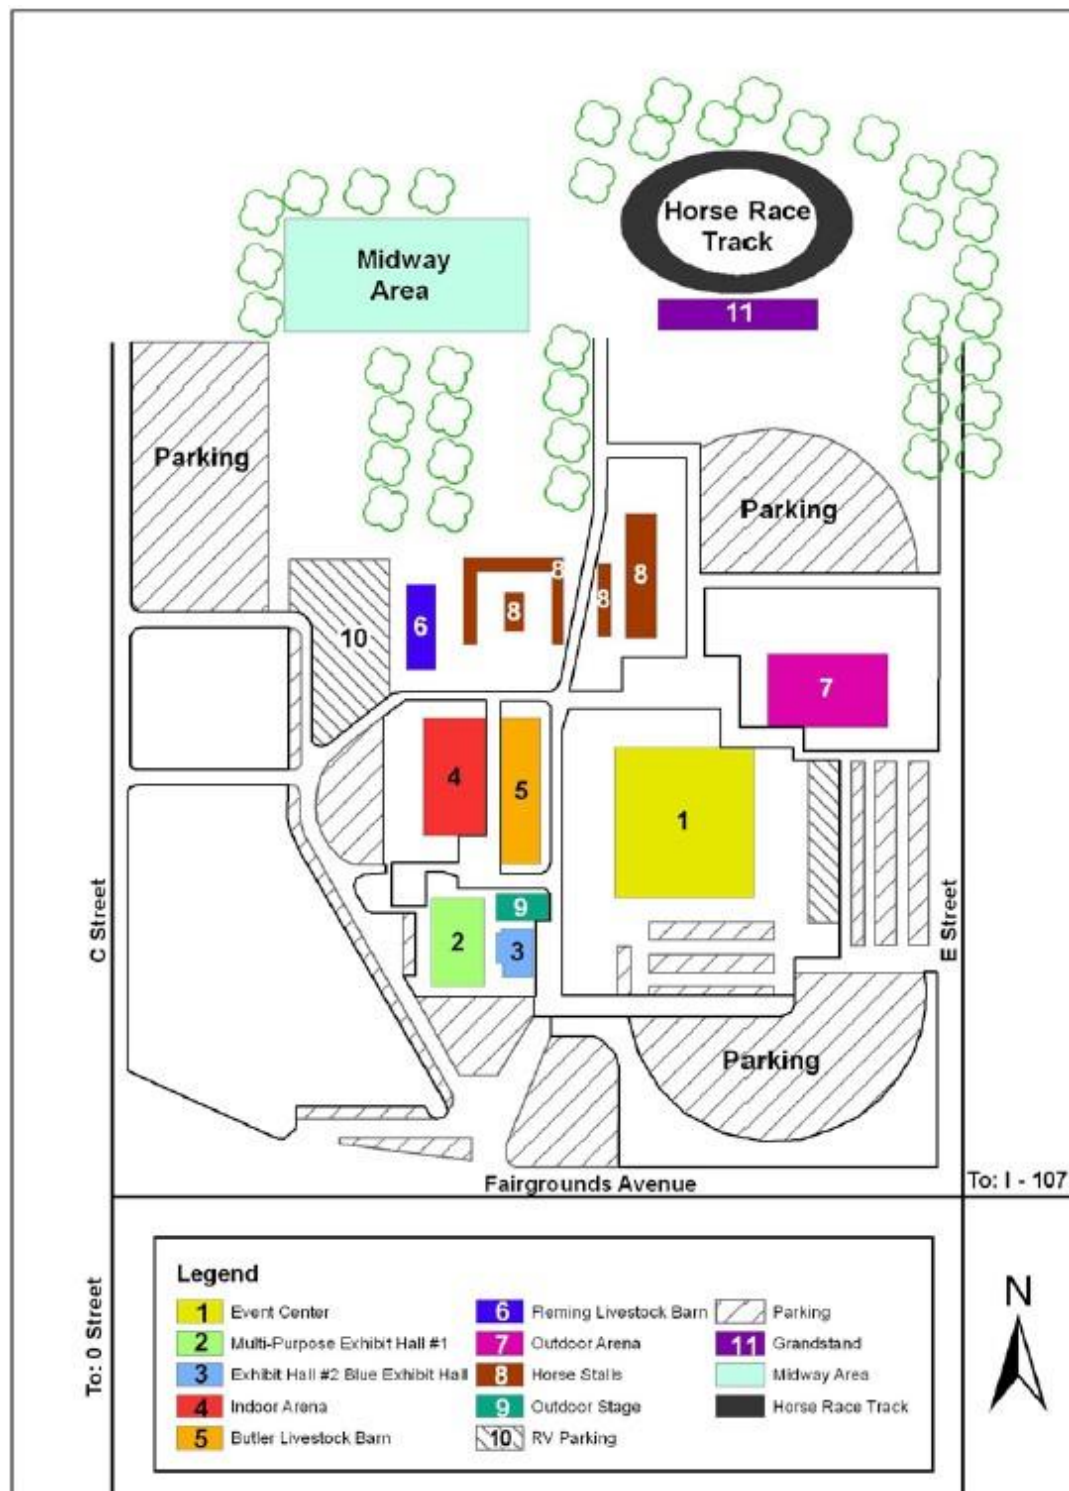 Horse Race
Track
Midway
Area
11
Parking
Parking
8
8
8
8
6
10
7
4
5
1
9
2
3
C Street
E Street
Parking
Fairgrounds Avenue
To: I - 107
To: 0 Street
Legend
1 Event Center
2 Multi-Purpose Exhibit Hall #1
3 Exhibit Hall #2 Blue Exhibit Hall
4 Indoor Arena
5 Butler Livestock Barn
6 Fleming Livestock Barn
7 Outdoor Arena
8 Horse Stalls
9 Outdoor Stage
10 RV Parking
Parking
11 Grandstand
Midway Area
Horse Race Track
N